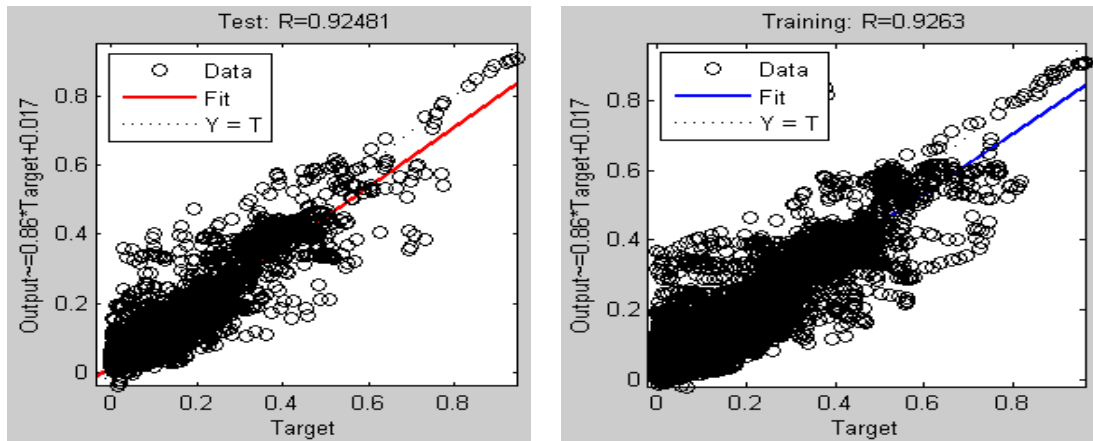 Test: R=0.92481
Output~=0.86*Target+0.017
Data
Fit
Y = T
0.8
0.6
0.4
0.2
0
0 0.2 0.4 0.6 0.8
Target
Training: R=0.9263
Output~=0.86*Target+0.017
Data
Fit
Y = T
0.8
0.6
0.4
0.2
0
0 0.2 0.4 0.6 0.8
Target